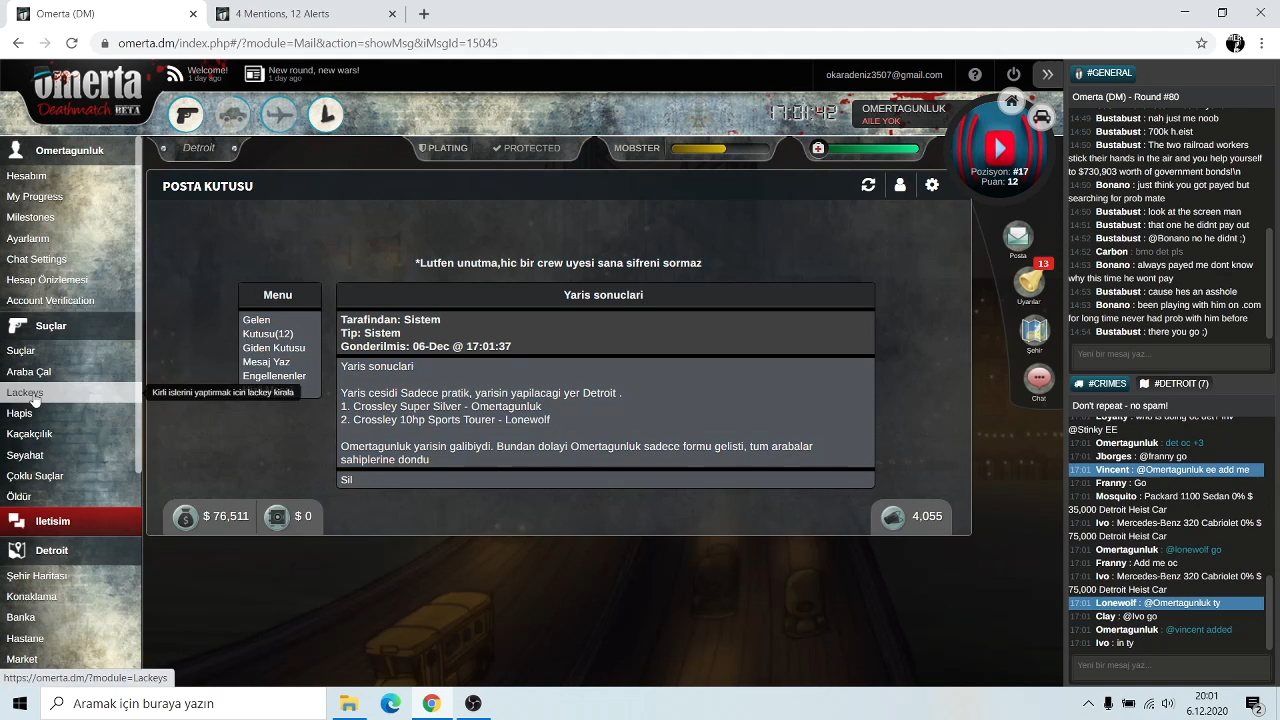 Omerta (DM)
4 Mentions, 12 Alerts
omerta.dm/index.php#/?module=Mail&action=showMsg&iMsgId=15045
omerta
Deathmatch BETA
Welcome!
1 day ago
New round, new wars!
1 day ago
okaradeniz3507@gmail.com
17:01:42
OMERTAGUNLUK
AILE YOK
Pozisyon: #17
Puan: 12
Detroit
PLATING
PROTECTED
MOBSTER
Omertagunluk
Hesabım
My Progress
Milestones
Ayarlarım
Chat Settings
Hesap Önizlemesi
Account Verification
Suçlar
Suçlar
Araba Çal
Lackeys
Hapis
Kaçakçılık
Seyahat
Çoklu Suçlar
Öldür
Iletisim
Detroit
Şehir Haritası
Konaklama
Banka
Hastane
Market
Kirli islerini yaptirmak icin lackey kirala
https://omerta.dm/?module=Lackeys
POSTA KUTUSU
*Lutfen unutma,hic bir crew uyesi sana sifreni sormaz
Menu
Gelen
Kutusu(12)
Giden Kutusu
Mesaj Yaz
Engellenenler
Yaris sonuclari
Tarafindan: Sistem
Tip: Sistem
Gonderilmis: 06-Dec @ 17:01:37
Yaris sonuclari
Yaris cesidi Sadece pratik, yarisin yapilacagi yer Detroit .
1. Crossley Super Silver - Omertagunluk
2. Crossley 10hp Sports Tourer - Lonewolf
Omertagunluk yarisin galibiydi. Bundan dolayi Omertagunluk sadece formu gelisti, tum arabalar
sahiplerine dondu
Sil
$ 76,511
$ 0
4,055
Posta
13
Uyarılar
Şehir
Chat
#GENERAL
Omerta (DM) - Round #80
14:49 Bustabust : nah just me noob
14:50 Bustabust : 700k h.eist
14:50 Bustabust : The two railroad workers
stick their hands in the air and you help yourself
to $730,903 worth of government bonds!\n
14:50 Bonano : just think you got payed but
searching for prob mate
14:50 Bustabust : look at the screen man
14:51 Bustabust : that one he didnt pay out
14:51 Bustabust : @Bonano no he didnt ;)
14:52 Carbon : bmo det pls
14:53 Bonano : always payed me dont know
why this time he wont pay
14:53 Bustabust : cause hes an asshole
14:53 Bonano : been playing with him on .com
for long time never had prob with him before
14:54 Bustabust : there you go ;)
Yeni bir mesaj yaz...
#CRIMES
#DETROIT (7)
Don't repeat - no spam!
@Stinky EE
17:01 Omertagunluk : det oc +3
17:01 Jborges : @franny go
17:01 Vincent : @Omertagunluk ee add me
17:01 Franny : Go
17:01 Mosquito : Packard 1100 Sedan 0% $
35,000 Detroit Heist Car
17:01 Ivo : Mercedes-Benz 320 Cabriolet 0% $
75,000 Detroit Heist Car
17:01 Omertagunluk : @lonewolf go
17:01 Franny : Add me oc
17:01 Ivo : Mercedes-Benz 320 Cabriolet 0% $
75,000 Detroit Heist Car
17:01 Lonewolf : @Omertagunluk ty
17:01 Clay : @Ivo go
17:01 Omertagunluk : @vincent added
17:01 Ivo : in ty
Yeni bir mesaj yaz...
Aramak için buraya yazın
20:01
6.12.2020
2